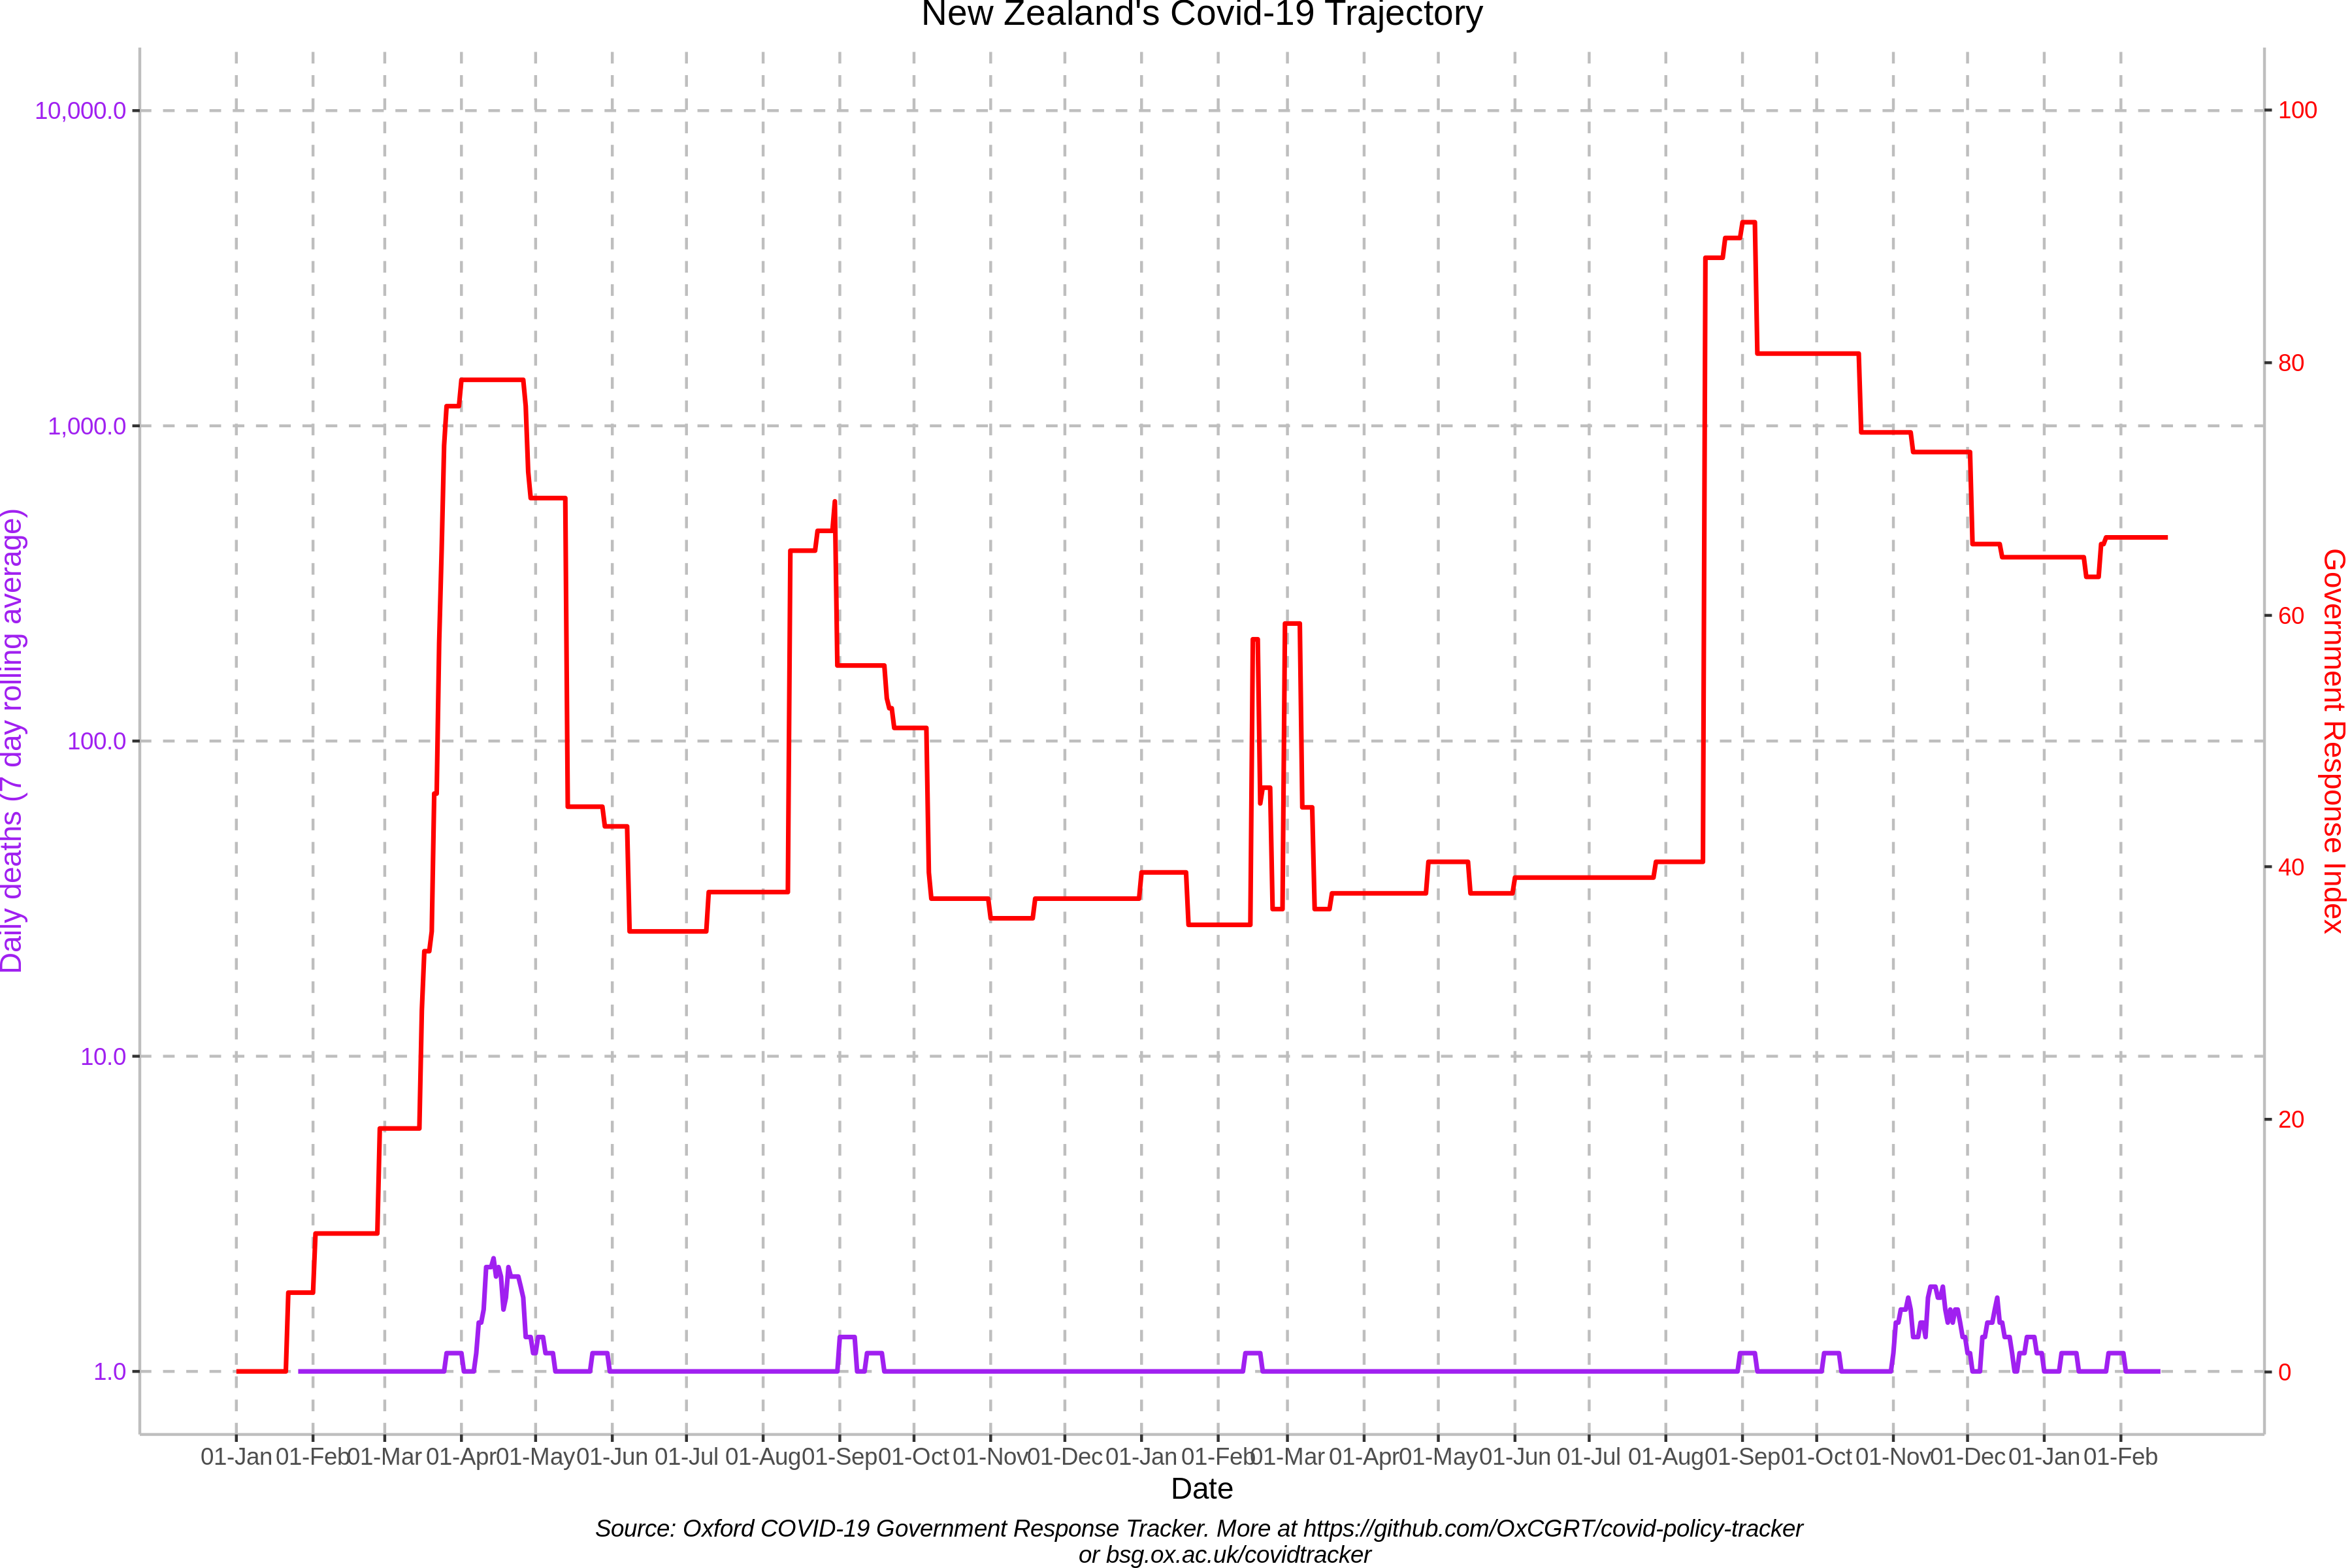 New Zealand's Covid-19 Trajectory
10,000.0
1,000.0
100.0
10.0
1.0
Daily deaths (7 day rolling average)
100
80
60
40
20
0
Government Response Index
01-Jan 01-Feb 01-Mar 01-Apr 01-May 01-Jun 01-Jul 01-Aug 01-Sep 01-Oct 01-Nov 01-Dec 01-Jan 01-Feb 01-Mar 01-Apr 01-May 01-Jun 01-Jul 01-Aug 01-Sep 01-Oct 01-Nov 01-Dec 01-Jan 01-Feb
Date
Source: Oxford COVID-19 Government Response Tracker. More at https://github.com/OxCGRT/covid-policy-tracker
or bsg.ox.ac.uk/covidtracker